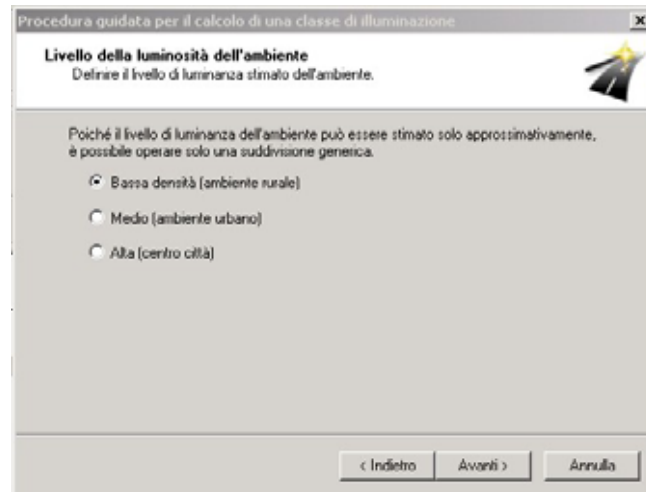 Procedura guidata per il calcolo di una classe di illuminazione
Livello della luminosità dell'ambiente
Definire il livello di luminanza stimato dell'ambiente.
Poiché il livello di luminanza dell'ambiente può essere stimato solo approssimativamente,
è possibile operare solo una suddivisione generica.
Bassa densità (ambiente rurale)
Medio (ambiente urbano)
Alta (centro città)
< Indietro
Avanti >
Annulla